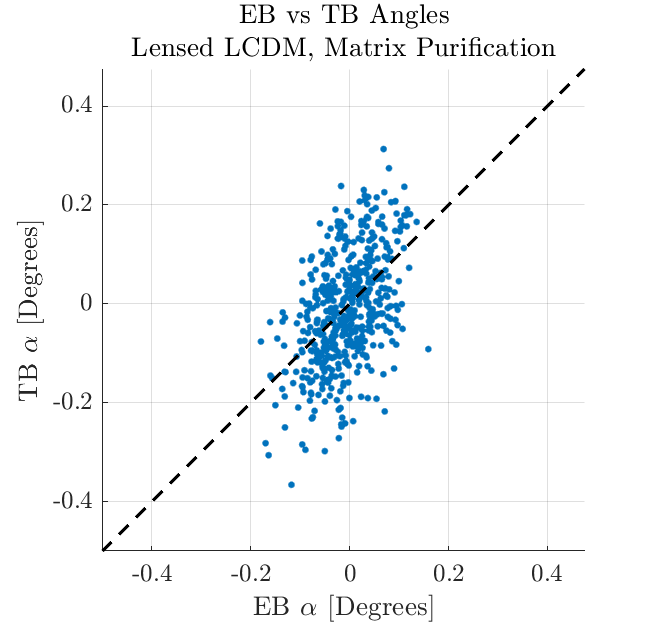 EB vs TB Angles
Lensed LCDM, Matrix Purification
TB α [Degrees]
0.4
0.2
0
-0.2
-0.4
-0.4 -0.2 0 0.2 0.4
EB α [Degrees]